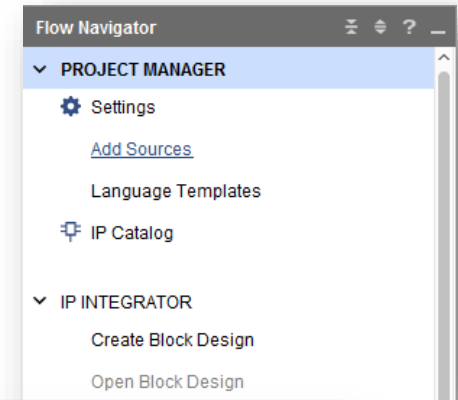 Flow Navigator ?
PROJECT MANAGER
Settings
Add Sources
Language Templates
IP Catalog
IP INTEGRATOR
Create Block Design
Open Block Design